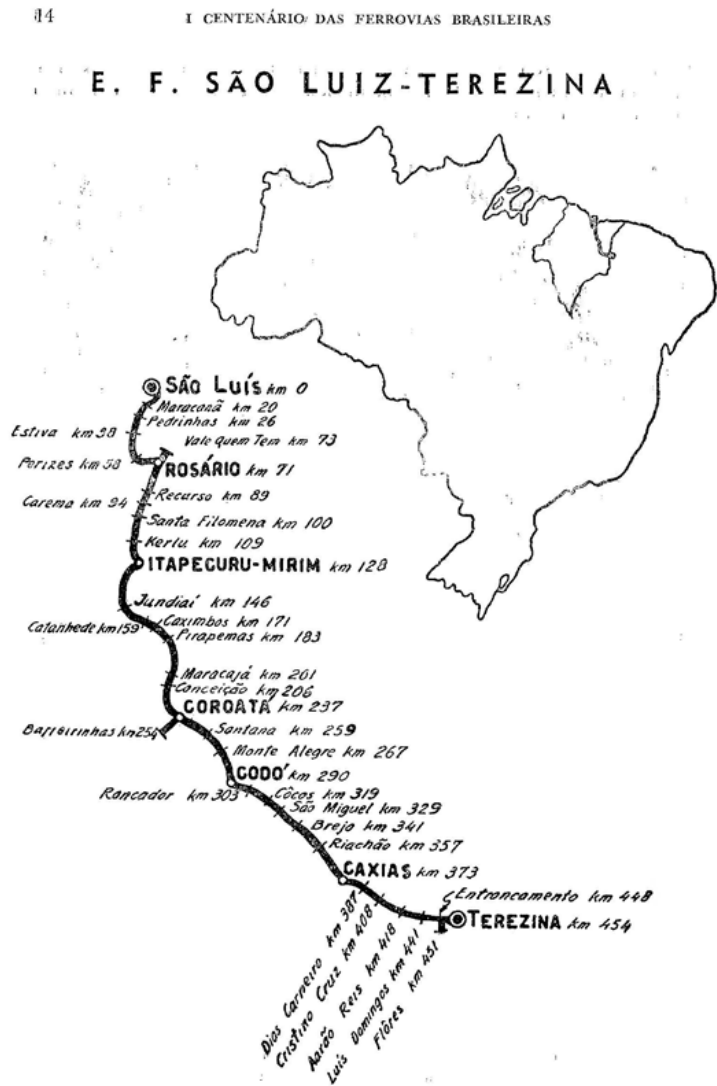 14 I CENTENÁRIO DAS FERROVIAS BRASILEIRAS
E. F. SÃO LUIZ-TEREZINA
SÃO LUÍS km 0
Maracanã km 20
Pedrinhas km 26
Estiva km 38
Vale Quem Tem km 73
Perizes km 58
ROSÁRIO km 71
Recurso km 89
Carema km 94
Santa Filomena km 100
Kerlu km 109
ITAPECURU-MIRIM km 128
Jundiaí km 146
Caximbos km 171
Catanhede km 159
Pirapemas km 183
Maracajá km 261
Conceição km 206
COROATÁ km 237
Barreirinhas km 254
Santana km 259
Monte Alegre km 267
CODÓ km 290
Roncador km 303
Côcos km 319
São Miguel km 329
Brejo km 341
Riachão km 357
CAXIAS km 373
Entroncamento km 448
TEREZINA km 454
Dias Carneiro km 387
Cristino Cruz km 408
Aarão Reis km 418
Luís Domingos km 441
Flôres km 451